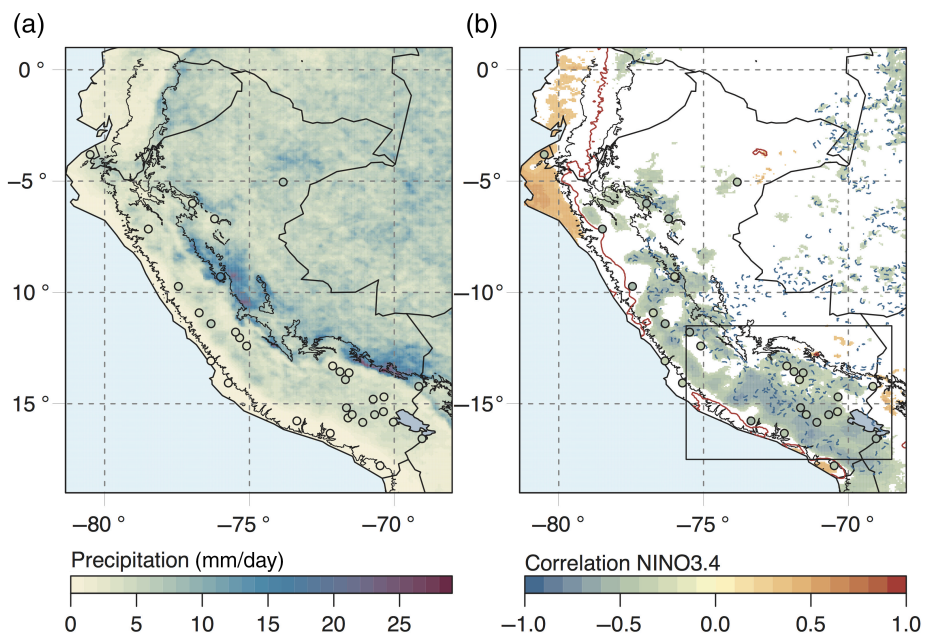 (a) (b)
0 ° 0 °
−5 ° −5 °
−10 ° −10 °
−15 ° −15 °
−80 ° −75 ° −70 ° −80 ° −75 ° −70 °
Precipitation (mm/day) Correlation NINO3.4
0 5 10 15 20 25 −1.0 −0.5 0.0 0.5 1.0